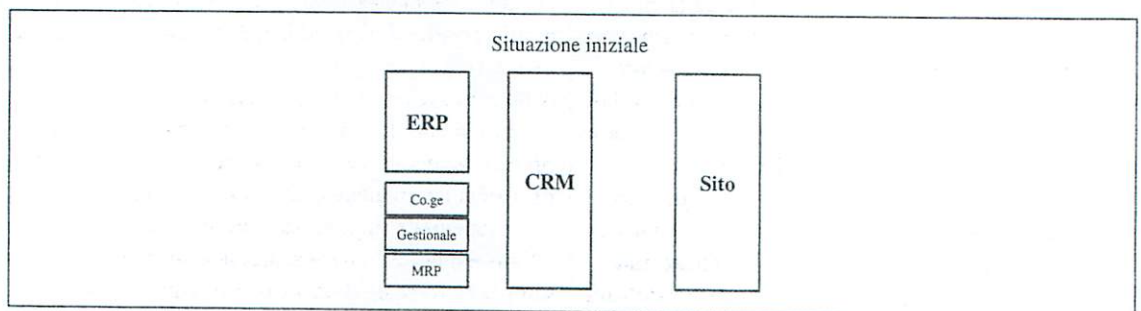 Situazione iniziale
ERP
Co.ge
Gestionale
MRP
CRM
Sito